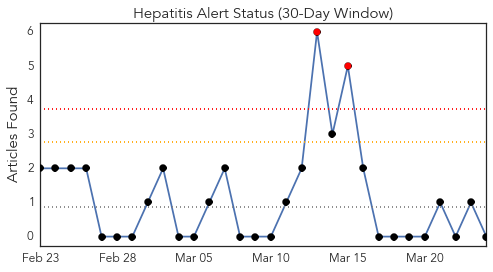 Hepatitis Alert Status (30-Day Window)
Articles Found
6
5
4
3
2
1
0
Feb 23
Feb 28
Mar 05
Mar 10
Mar 15
Mar 20